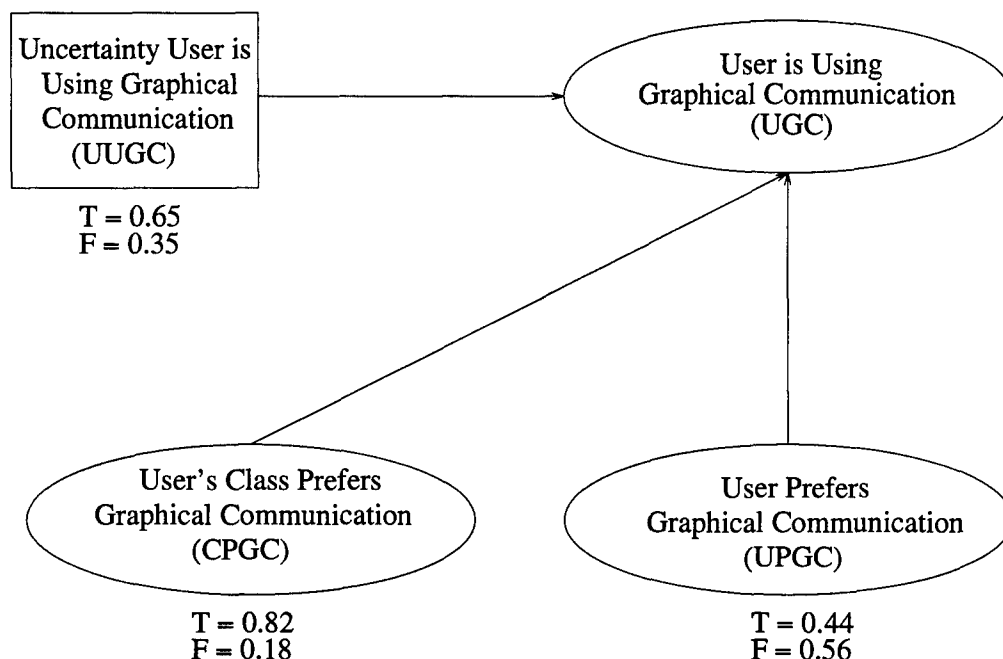 Uncertainty User is
Using Graphical
Communication
(UUGC)
T = 0.65
F = 0.35
User is Using
Graphical Communication
(UGC)
User's Class Prefers
Graphical Communication
(CPGC)
T = 0.82
F = 0.18
User Prefers
Graphical Communication
(UPGC)
T = 0.44
F = 0.56